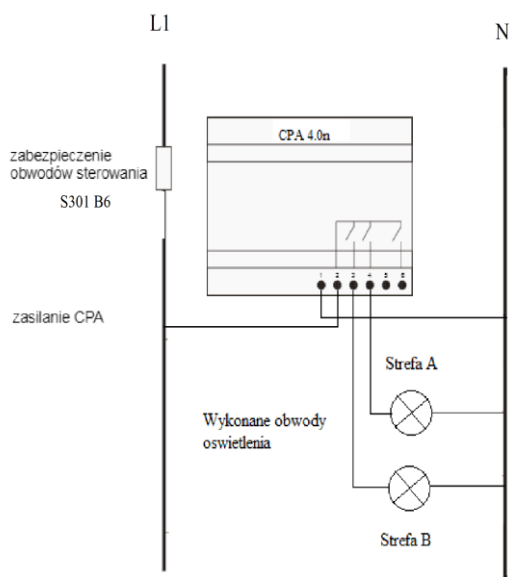 L1
N
CPA 4.0n
zabezpieczenie
obwodów sterowania
S301 B6
1 2 3 4 5 6
zasilanie CPA
Strefa A
Wykonane obwody
oswietlenia
Strefa B